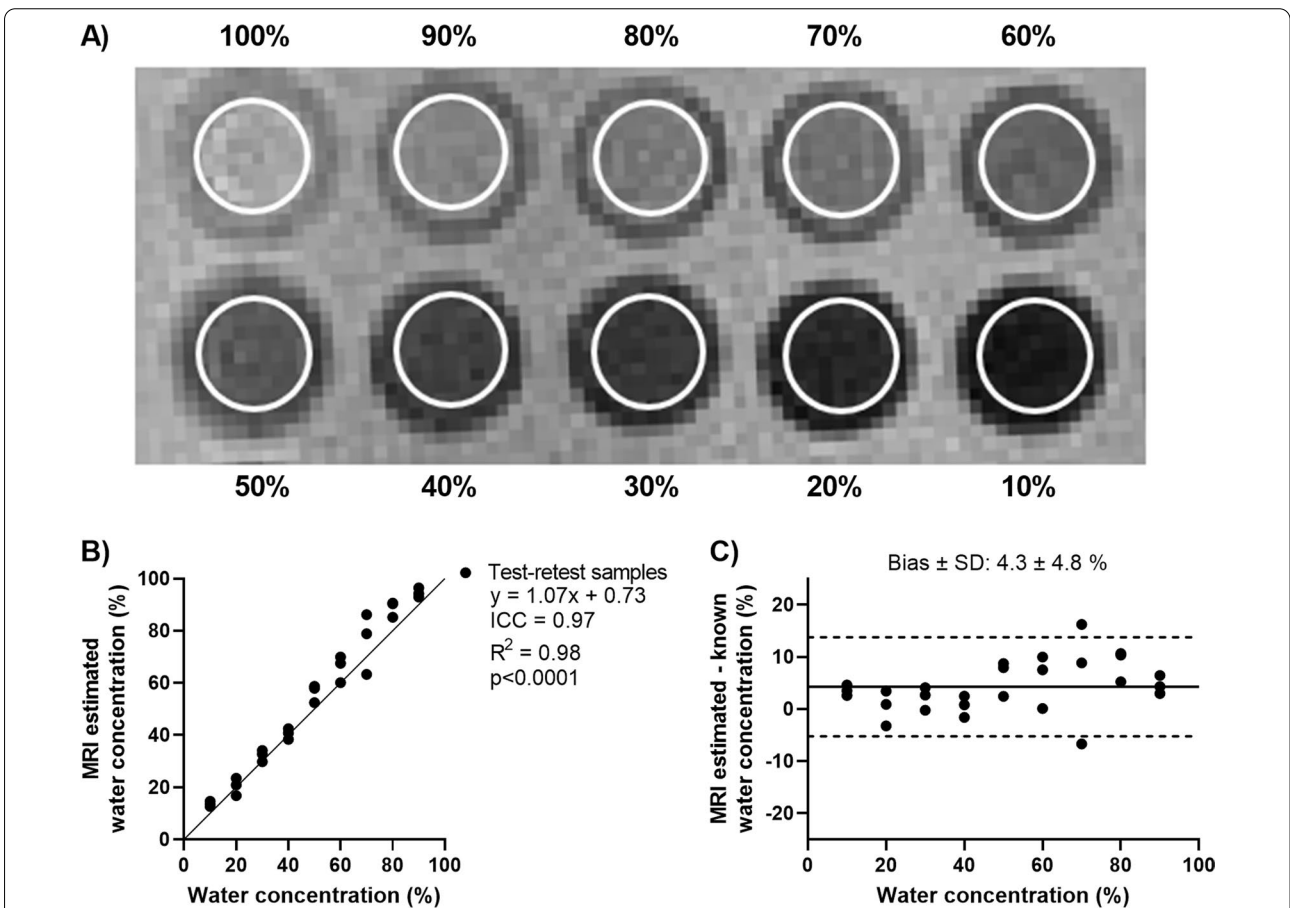 A)
100% 90% 80% 70% 60%
50% 40% 30% 20% 10%
B)
MRI estimated
water concentration (%)
100
80
60
40
20
0
0 20 40 60 80 100
Water concentration (%)
Test-retest samples
y = 1.07x + 0.73
ICC = 0.97
R² = 0.98
p<0.0001
C)
Bias ± SD: 4.3 ± 4.8 %
MRI estimated - known
water concentration (%)
20
10
0
-10
-20
0 20 40 60 80 100
Water concentration (%)